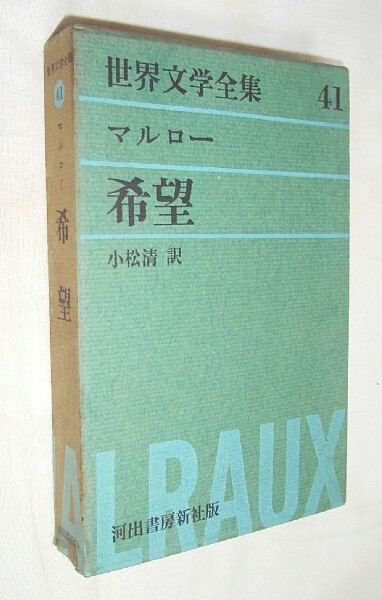 世界文学全集 41
マルロー
希望
小松清 訳
ALRAUX
河出書房新社版
世界文学全集
41
マルロー
希望